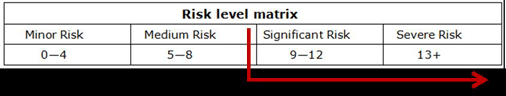 Risk level matrix
Minor Risk Medium Risk Significant Risk Severe Risk
0—4 5—8 9—12 13+